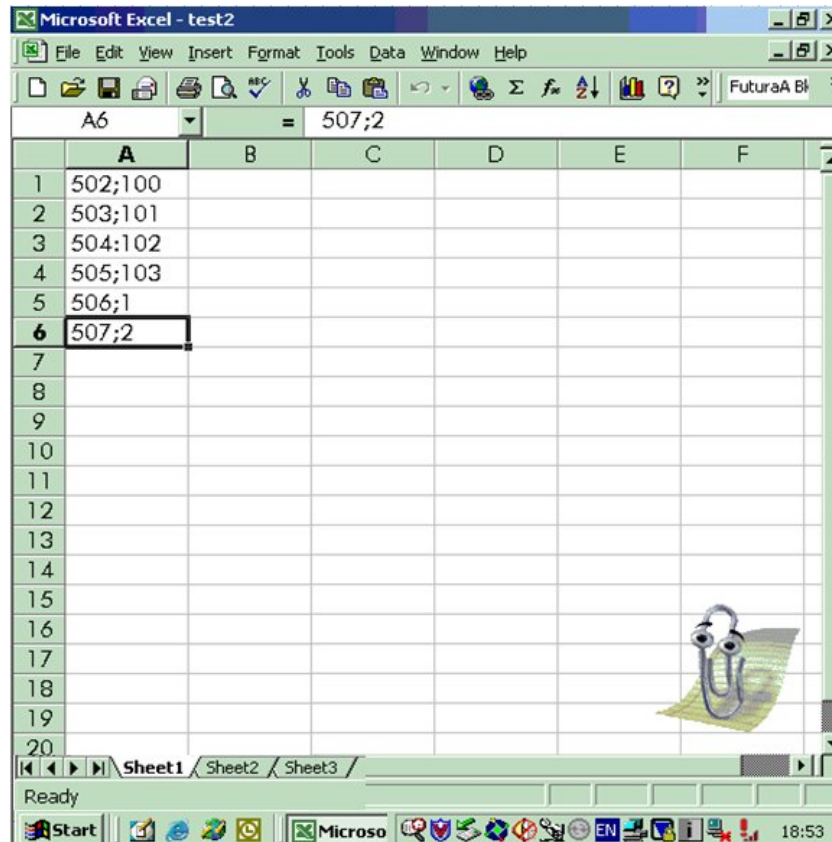 Microsoft Excel - test2
File Edit View Insert Format Tools Data Window Help
ABC Σ fx FuturaA Bk
A6 = 507;2
A B C D E F
1 502;100
2 503;101
3 504:102
4 505;103
5 506;1
6 507;2
7
8
9
10
11
12
13
14
15
16
17
18
19
20
Sheet1 Sheet2 Sheet3
Ready
Start Microso EN 18:53